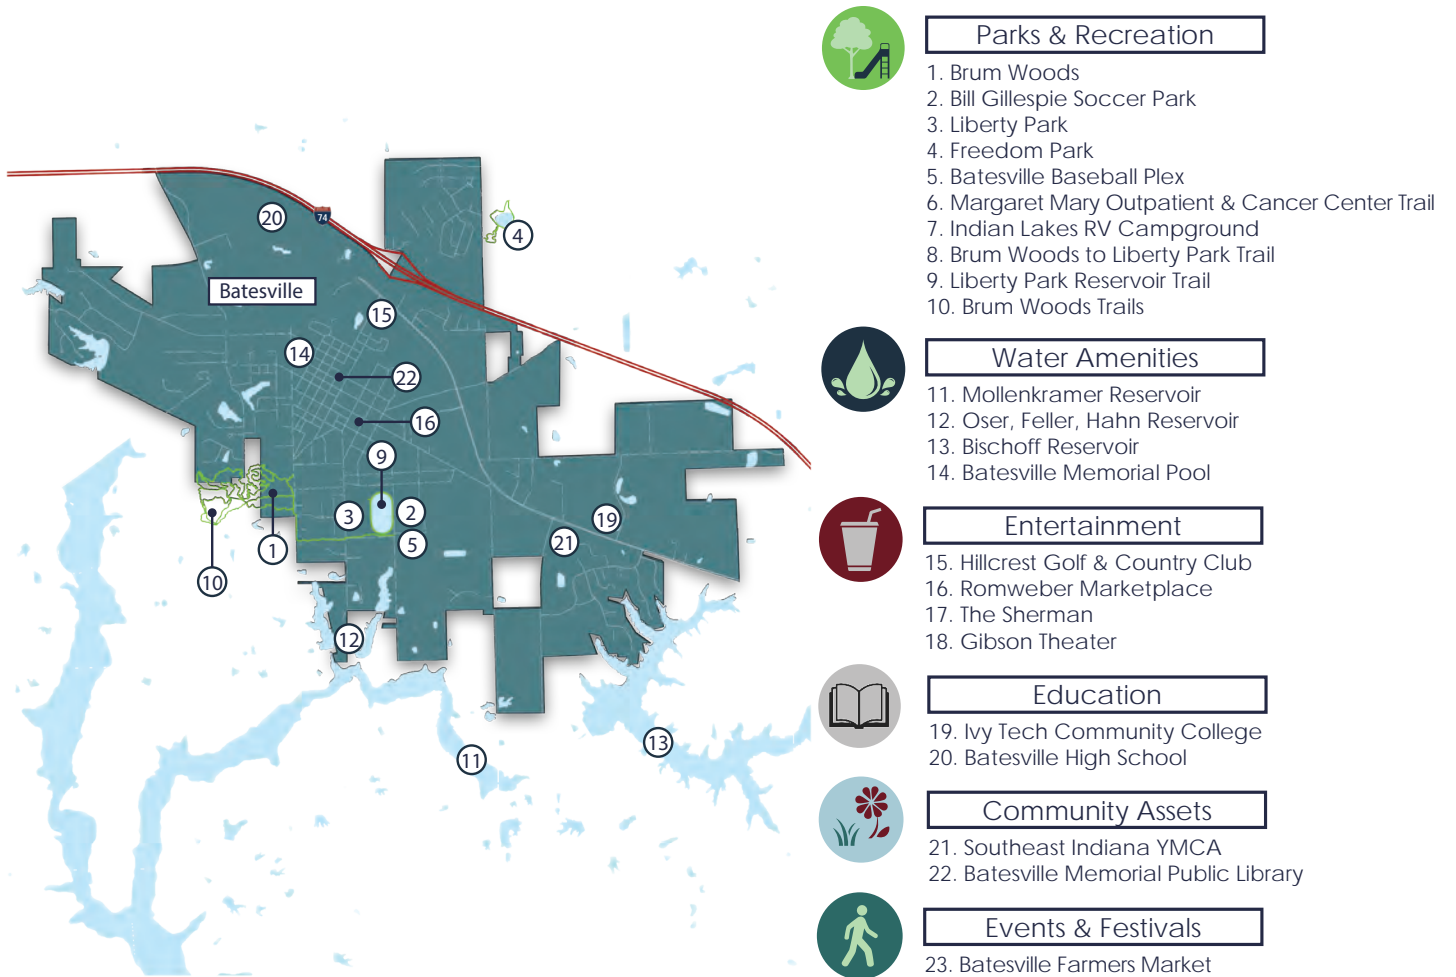 Parks & Recreation
1. Brum Woods
2. Bill Gillespie Soccer Park
3. Liberty Park
4. Freedom Park
5. Batesville Baseball Plex
6. Margaret Mary Outpatient & Cancer Center Trail
7. Indian Lakes RV Campground
8. Brum Woods to Liberty Park Trail
9. Liberty Park Reservoir Trail
10. Brum Woods Trails
Water Amenities
11. Mollenkramer Reservoir
12. Oser, Feller, Hahn Reservoir
13. Bischoff Reservoir
14. Batesville Memorial Pool
Entertainment
15. Hillcrest Golf & Country Club
16. Romweber Marketplace
17. The Sherman
18. Gibson Theater
Education
19. Ivy Tech Community College
20. Batesville High School
Community Assets
21. Southeast Indiana YMCA
22. Batesville Memorial Public Library
Events & Festivals
23. Batesville Farmers Market
20
74
4
Batesville
15
14
22
16
9
3
2
19
5
21
1
10
12
13
11